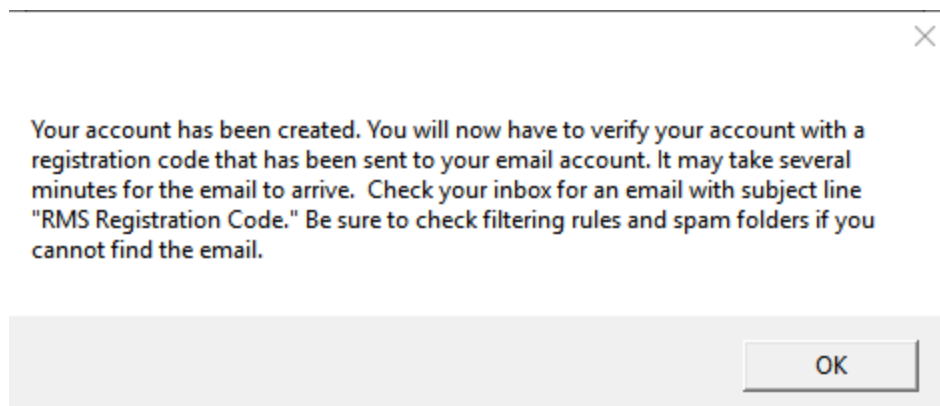 Your account has been created. You will now have to verify your account with a
registration code that has been sent to your email account. It may take several
minutes for the email to arrive.  Check your inbox for an email with subject line
"RMS Registration Code." Be sure to check filtering rules and spam folders if you
cannot find the email.
OK